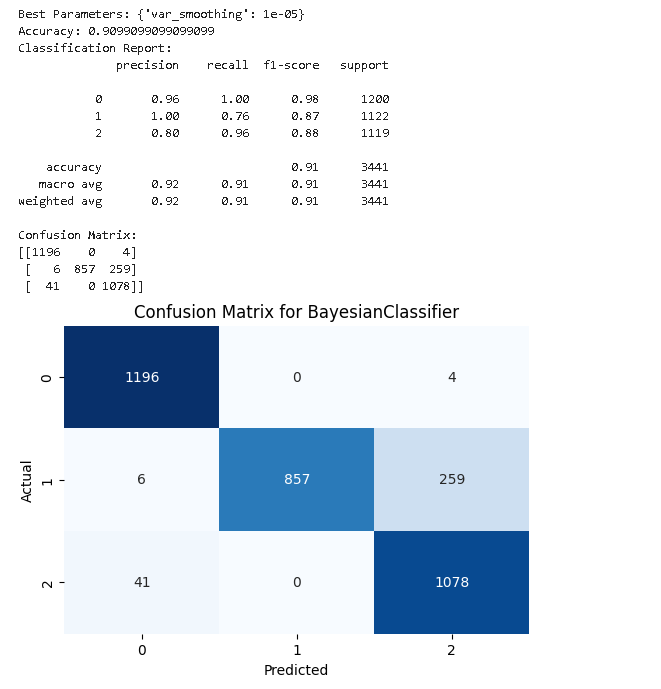 Best Parameters: {'var_smoothing': 1e-05}
Accuracy: 0.9099099099099099
Classification Report:
precision recall f1-score support
0 0.96 1.00 0.98 1200
1 1.00 0.76 0.87 1122
2 0.80 0.96 0.88 1119
accuracy 0.91 3441
macro avg 0.92 0.91 0.91 3441
weighted avg 0.92 0.91 0.91 3441
Confusion Matrix:
[[1196 0 4]
[ 6 857 259]
[ 41 0 1078]]
Confusion Matrix for BayesianClassifier
0 1196 0 4
Actual
1 6 857 259
2 41 0 1078
0 1 2
Predicted